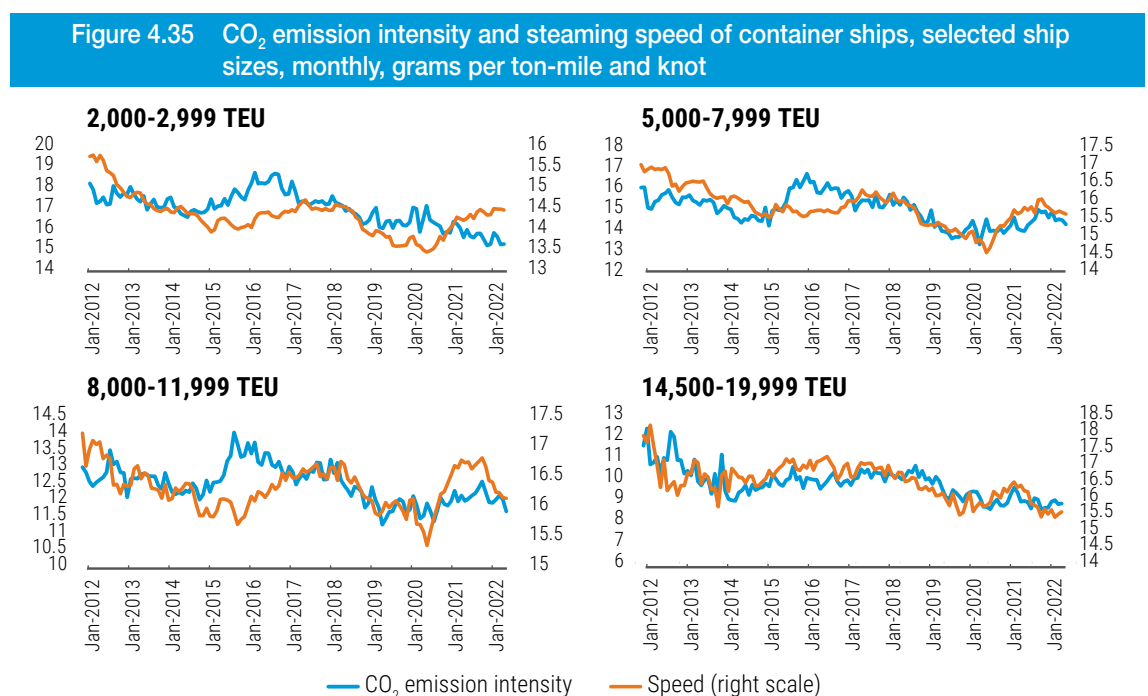 Figure 4.35 CO₂ emission intensity and steaming speed of container ships, selected ship
sizes, monthly, grams per ton-mile and knot
2,000-2,999 TEU
20
19
18
17
16
15
14
16
15.5
15
14.5
14
13.5
13
Jan-2012
Jan-2013
Jan-2014
Jan-2015
Jan-2016
Jan-2017
Jan-2018
Jan-2019
Jan-2020
Jan-2021
Jan-2022
5,000-7,999 TEU
18
17
16
15
14
13
12
17.5
17
16.5
16
15.5
15
14.5
14
Jan-2012
Jan-2013
Jan-2014
Jan-2015
Jan-2016
Jan-2017
Jan-2018
Jan-2019
Jan-2020
Jan-2021
Jan-2022
8,000-11,999 TEU
14.5
14
13.5
13
12.5
12
11.5
11
10.5
10
17.5
17
16.5
16
15.5
15
Jan-2012
Jan-2013
Jan-2014
Jan-2015
Jan-2016
Jan-2017
Jan-2018
Jan-2019
Jan-2020
Jan-2021
Jan-2022
14,500-19,999 TEU
13
12
11
10
9
8
7
6
18.5
18
17.5
17
16.5
16
15.5
15
14.5
14
Jan-2012
Jan-2013
Jan-2014
Jan-2015
Jan-2016
Jan-2017
Jan-2018
Jan-2019
Jan-2020
Jan-2021
Jan-2022
CO₂ emission intensity
Speed (right scale)